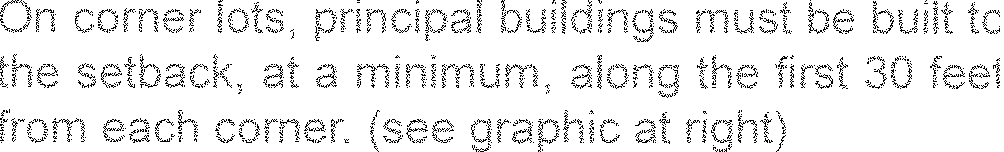 On corner lots, principal buildings must be built to
the setback, at a minimum, along the first 30 feet
from each corner. (see graphic at right)